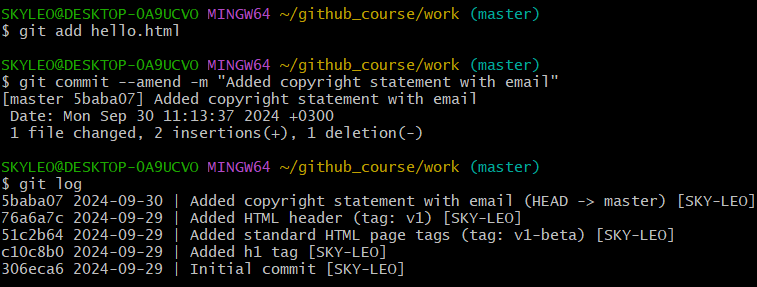 SKYLEO@DESKTOP-0A9UCVO MINGW64 ~/github_course/work (master)
$ git add hello.html
SKYLEO@DESKTOP-0A9UCVO MINGW64 ~/github_course/work (master)
$ git commit --amend -m "Added copyright statement with email"
[master 5baba07] Added copyright statement with email
 Date: Mon Sep 30 11:13:37 2024 +0300
 1 file changed, 2 insertions(+), 1 deletion(-)
SKYLEO@DESKTOP-0A9UCVO MINGW64 ~/github_course/work (master)
$ git log
5baba07 2024-09-30 | Added copyright statement with email (HEAD -> master) [SKY-LEO]
76a6a7c 2024-09-29 | Added HTML header (tag: v1) [SKY-LEO]
51c2b64 2024-09-29 | Added standard HTML page tags (tag: v1-beta) [SKY-LEO]
c10c8b0 2024-09-29 | Added h1 tag [SKY-LEO]
306eca6 2024-09-29 | Initial commit [SKY-LEO]